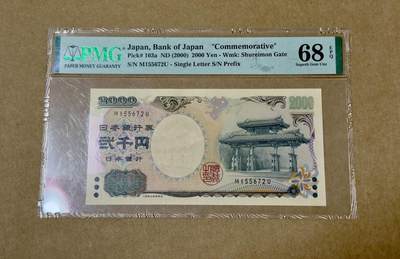 PMG
PAPER MONEY GUARANTY
Japan, Bank of Japan "Commemorative"
Pick# 103a ND (2000) 2000 Yen - Wmk: Shureimon Gate
S/N M155672U - Single Letter S/N Prefix
68 EPQ
Superb Gem Unc
2000
2000
M155672U
日本銀行券
弐千円
日本銀行
M155672U